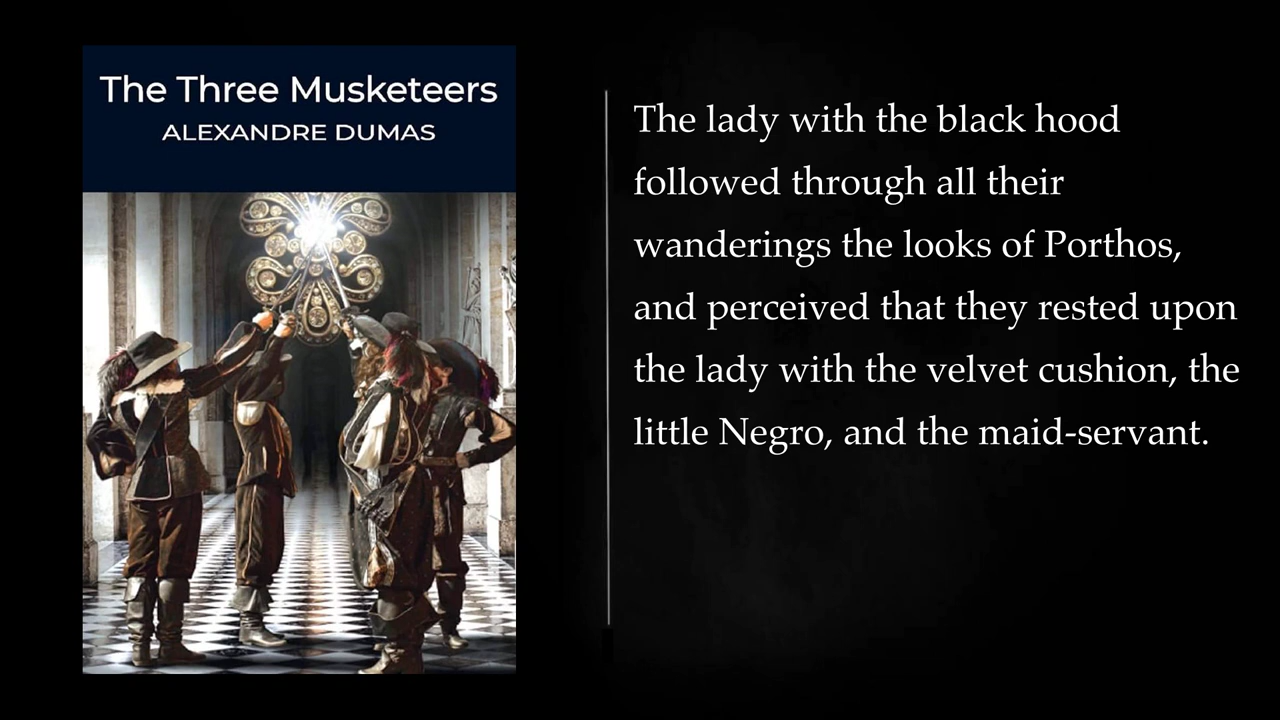 The Three Musketeers
ALEXANDRE DUMAS
The lady with the black hood
followed through all their
wanderings the looks of Porthos,
and perceived that they rested upon
the lady with the velvet cushion, the
little Negro, and the maid-servant.